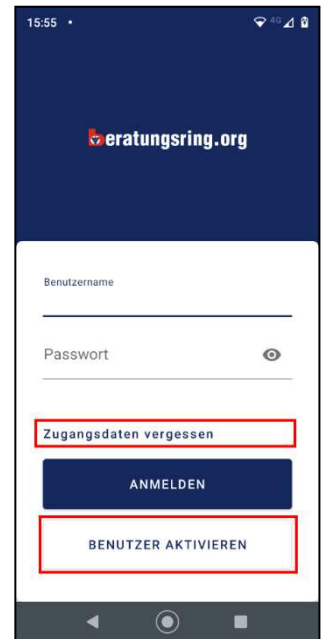 15:55 • 4G
beratungsring.org
Benutzername
Passwort
Zugangsdaten vergessen
ANMELDEN
BENUTZER AKTIVIEREN